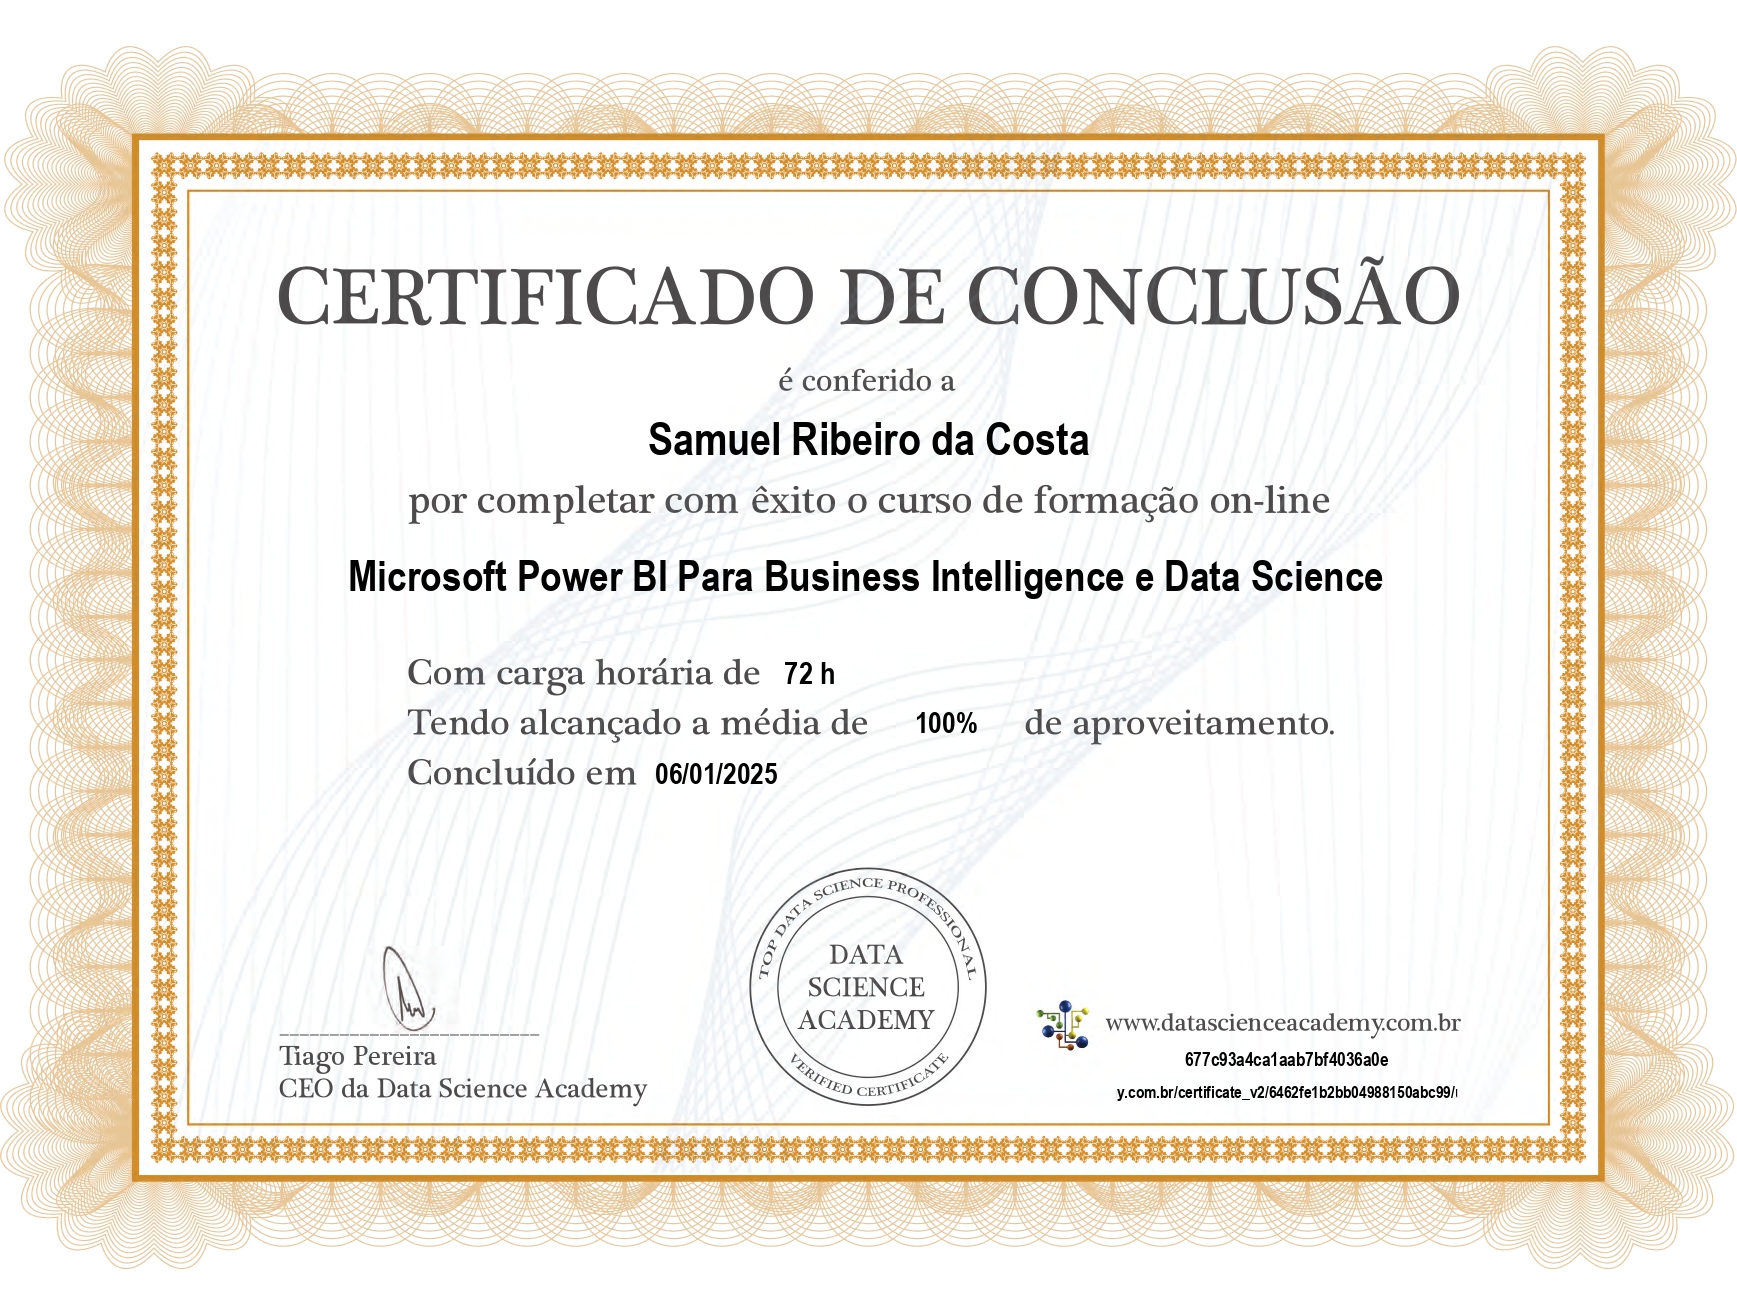 CERTIFICADO DE CONCLUSÃO
é conferido a
Samuel Ribeiro da Costa
por completar com êxito o curso de formação on-line
Microsoft Power BI Para Business Intelligence e Data Science
Com carga horária de 72 h
Tendo alcançado a média de 100% de aproveitamento.
Concluído em 06/01/2025
TOP DATA SCIENCE PROFESSIONAL
DATA
SCIENCE
ACADEMY
VERIFIED CERTIFICATE
Tiago Pereira
CEO da Data Science Academy
www.datascienceacademy.com.br
677c93a4ca1aab7bf4036a0e
y.com.br/certificate_v2/6462fe1b2bb04988150abc99/